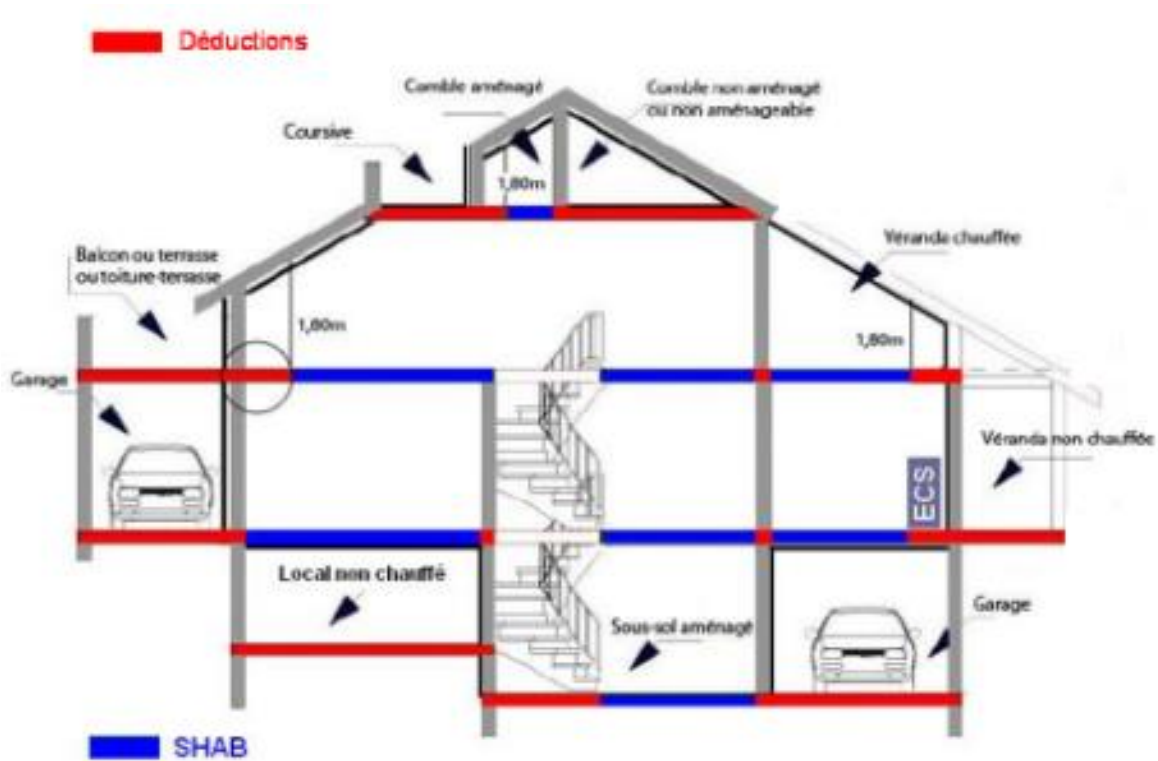 Déductions
Comble aménagé
Comble non aménagé
ou non aménageable
Coursive
1,80m
Véranda chauffée
Balcon ou terrasse
ou toiture-terrasse
1,80m
1,80m
Garage
Véranda non chauffée
ECS
Local non chauffé
Garage
Sous-sol aménagé
SHAB